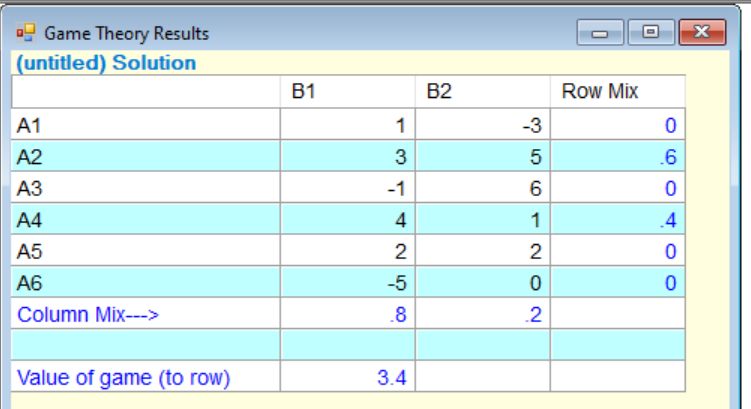 Game Theory Results
(untitled) Solution
B1 B2 Row Mix
A1 1 -3 0
A2 3 5 .6
A3 -1 6 0
A4 4 1 .4
A5 2 2 0
A6 -5 0 0
Column Mix---> .8 .2
Value of game (to row) 3.4